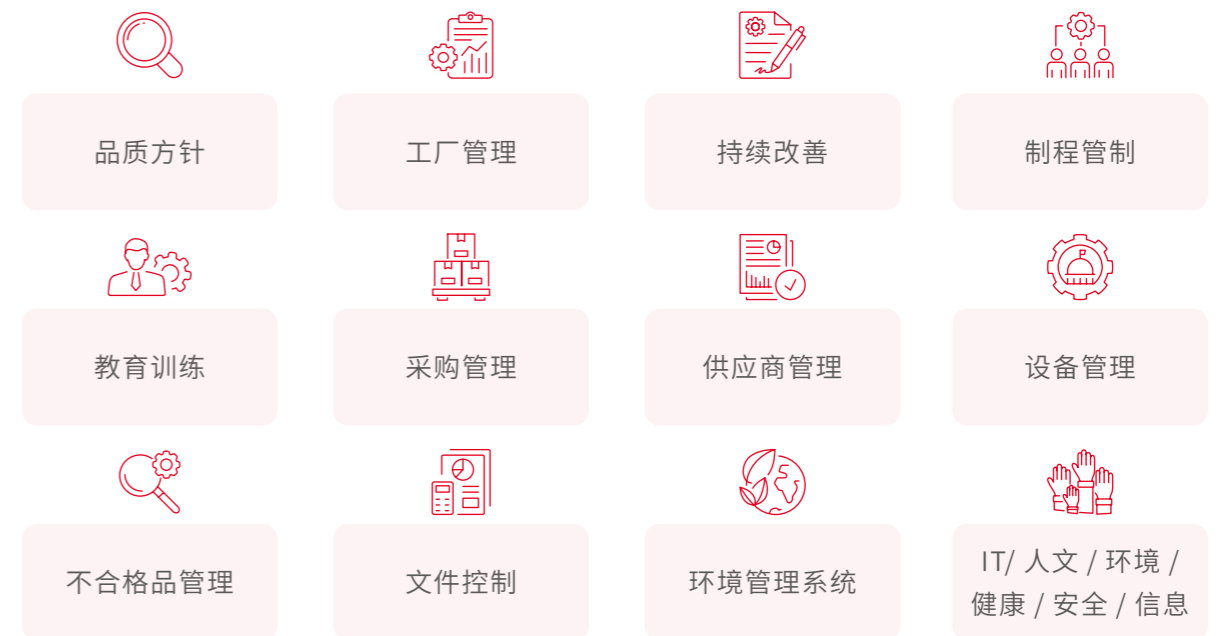 品质方针
工厂管理
持续改善
制程管制
教育训练
采购管理
供应商管理
设备管理
不合格品管理
文件控制
环境管理系统
IT/ 人文 / 环境 /
健康 / 安全 / 信息